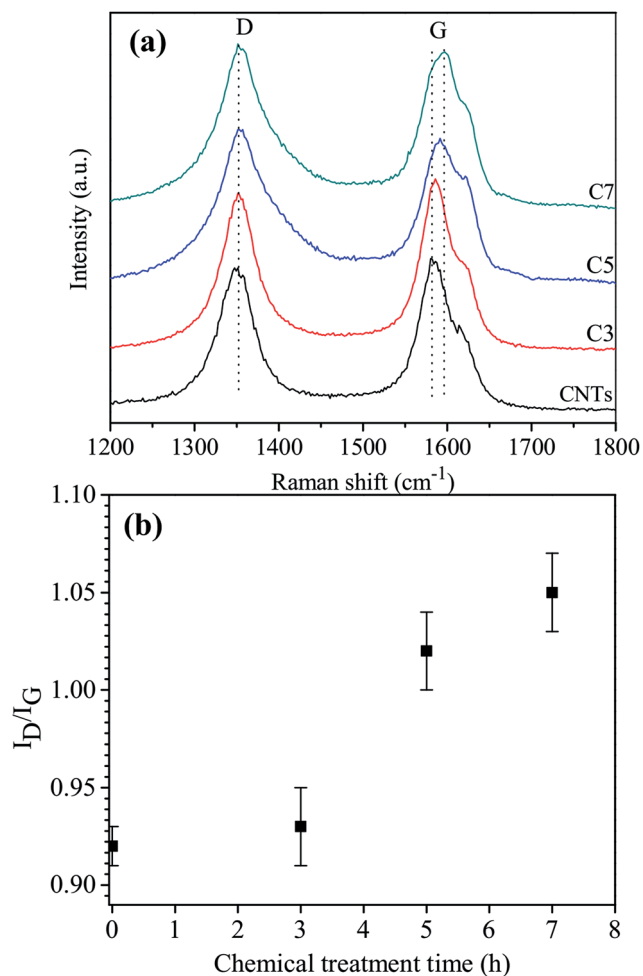 (a)
D
G
C7
C5
C3
CNTs
Intensity (a.u.)
1200 1300 1400 1500 1600 1700 1800
Raman shift (cm⁻¹)
(b)
1.10
1.05
1.00
0.95
0.90
I_D/I_G
0 1 2 3 4 5 6 7 8
Chemical treatment time (h)